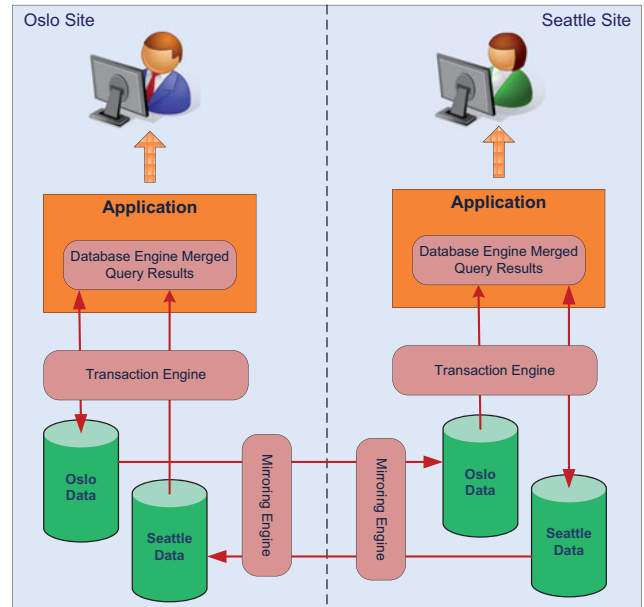 Oslo Site
Seattle Site
Application
Database Engine Merged
Query Results
Application
Database Engine Merged
Query Results
Transaction Engine
Transaction Engine
Oslo
Data
Seattle
Data
Mirroring Engine
Mirroring Engine
Oslo
Data
Seattle
Data